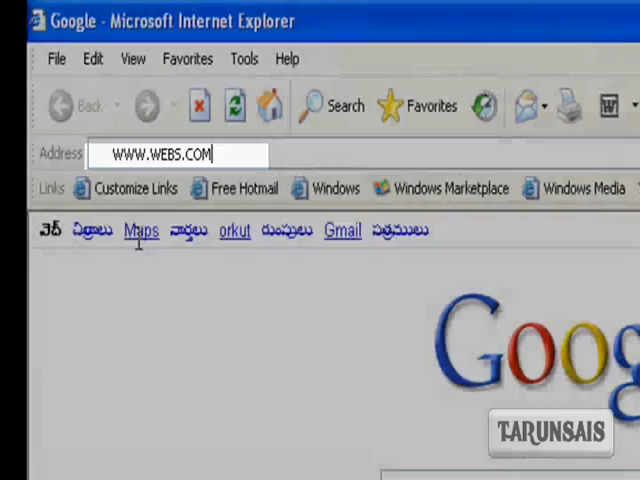 Google - Microsoft Internet Explorer
File Edit View Favorites Tools Help
Back Search Favorites W
Address WWW.WEBS.COM
Links Customize Links Free Hotmail Windows Windows Marketplace Windows Media
వెబ్ చిత్రాలు Maps వార్తలు orkut గుంపులు Gmail పత్రములు
Goog
TARUNSAIS